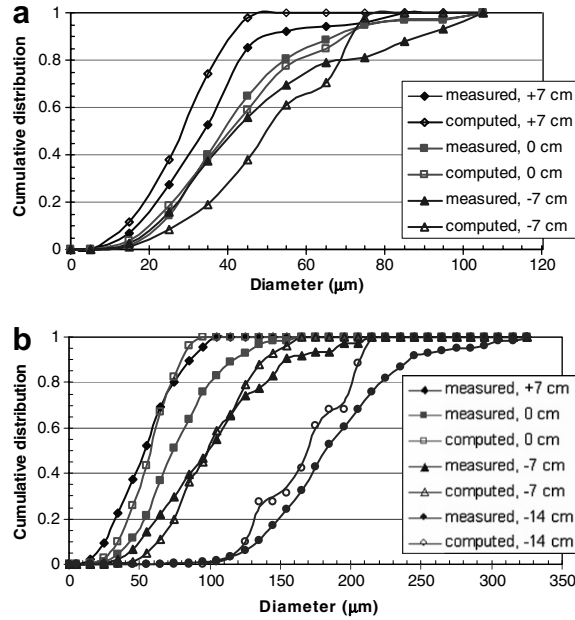 a
1
0.8
0.6
0.4
0.2
0
0 20 40 60 80 100 120
Cumulative distribution
Diameter (μm)
measured, +7 cm
computed, +7 cm
measured, 0 cm
computed, 0 cm
measured, -7 cm
computed, -7 cm
b
1
0.8
0.6
0.4
0.2
0
0 50 100 150 200 250 300 350
Cumulative distribution
Diameter (μm)
measured, +7 cm
measured, 0 cm
computed, 0 cm
measured, -7 cm
computed, -7 cm
measured, -14 cm
computed, -14 cm